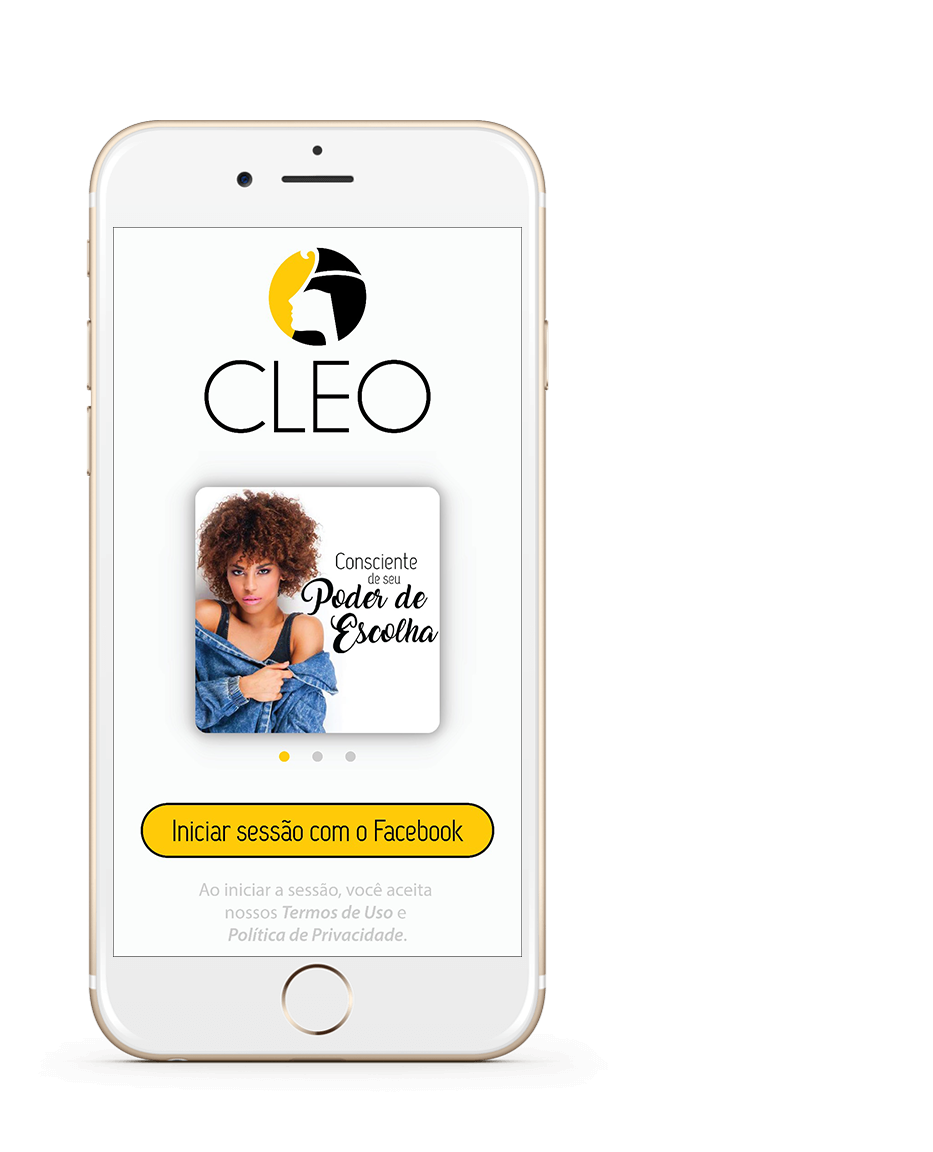 CLEO
Consciente
de seu
Poder de
Escolha
Iniciar sessão com o Facebook
Ao iniciar a sessão, você aceita
nossos Termos de Uso e
Política de Privacidade.